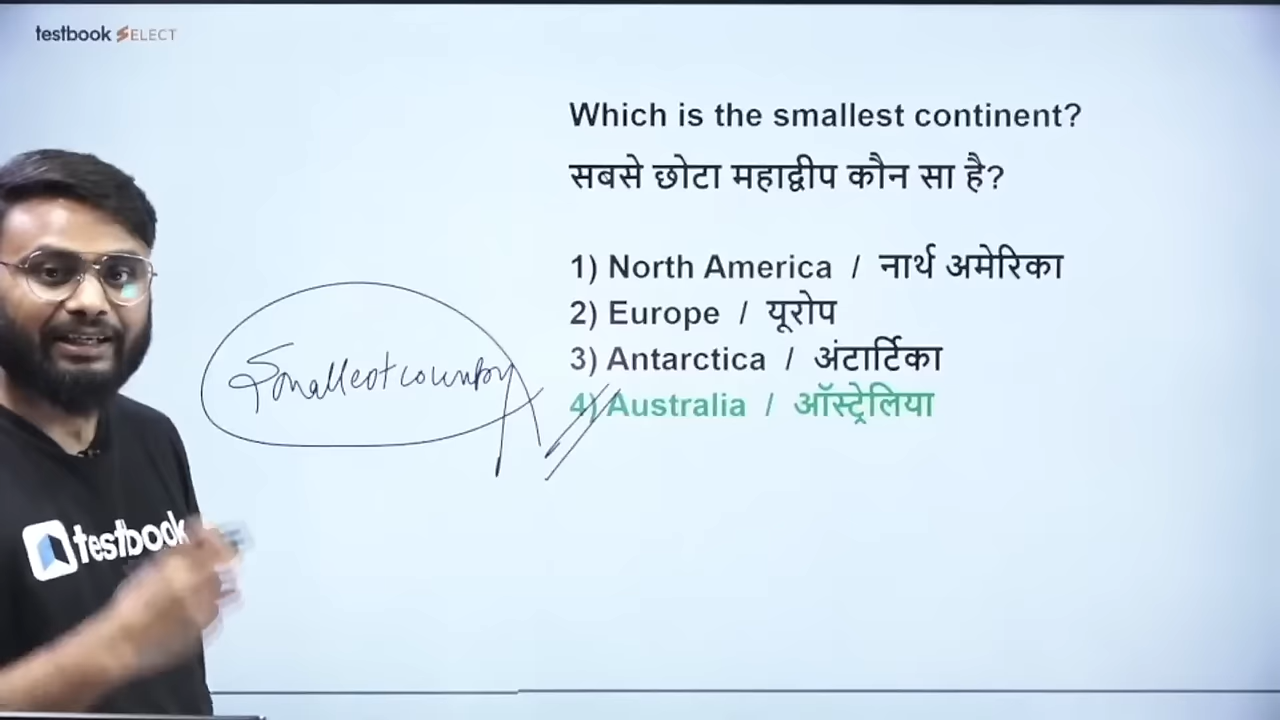 testbook SELECT
Which is the smallest continent?
सबसे छोटा महाद्वीप कौन सा है?
1) North America / नार्थ अमेरिका
2) Europe / यूरोप
3) Antarctica / अंटार्टिका
4) Australia / ऑस्ट्रेलिया
Smallest country
testbook